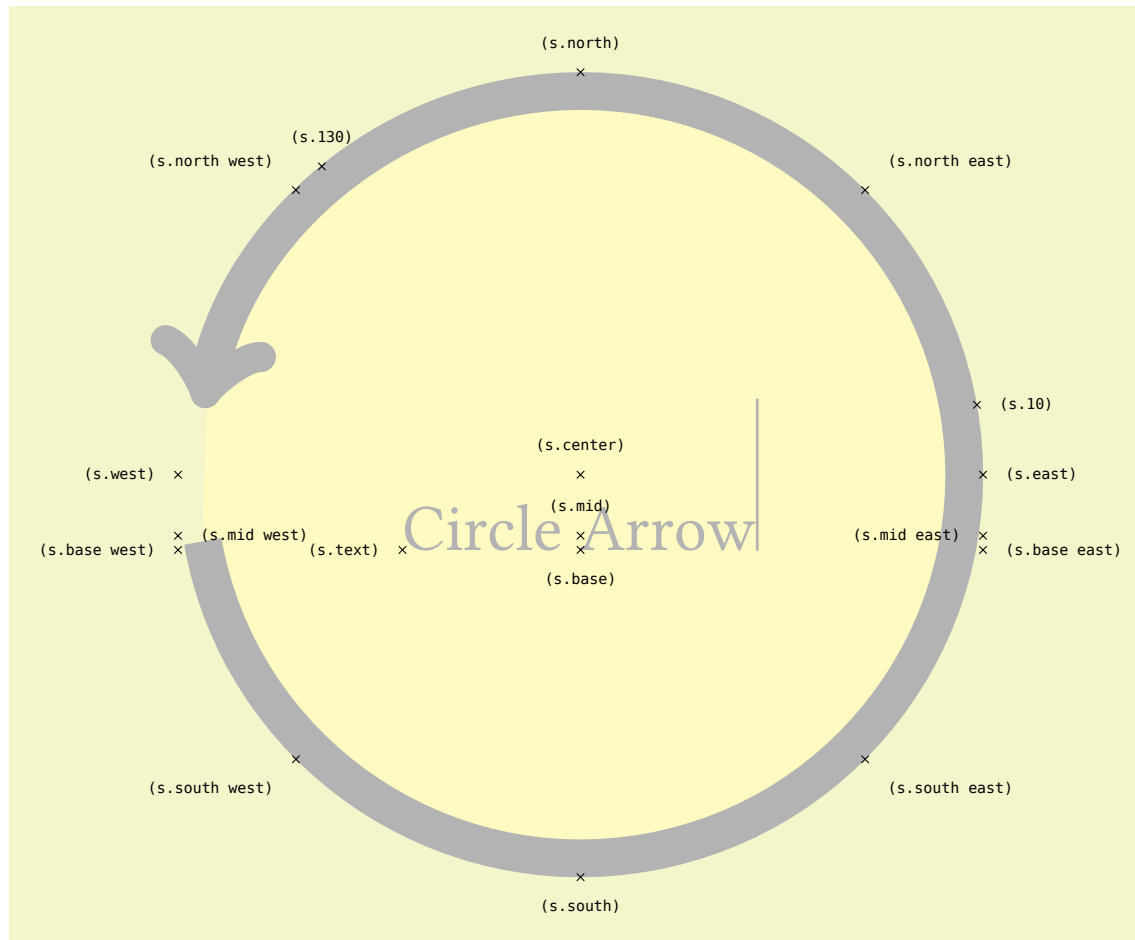 (s.north)
(s.130)
(s.north west)
(s.north east)
(s.10)
(s.center)
(s.west)
(s.east)
(s.mid)
Circle Arrow
(s.mid west)
(s.mid east)
(s.base west)
(s.text)
(s.base east)
(s.base)
(s.south west)
(s.south east)
(s.south)